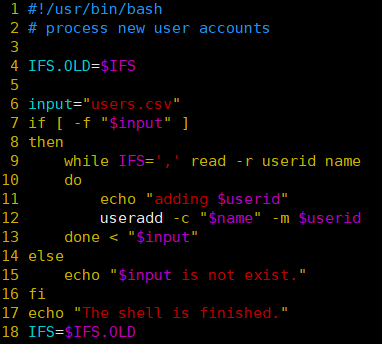 1 #!/usr/bin/bash
2 # process new user accounts
3
4 IFS.OLD=$IFS
5
6 input="users.csv"
7 if [ -f "$input" ]
8 then
9     while IFS=',' read -r userid name
10     do
11         echo "adding $userid"
12         useradd -c "$name" -m $userid
13     done < "$input"
14 else
15     echo "$input is not exist."
16 fi
17 echo "The shell is finished."
18 IFS=$IFS.OLD